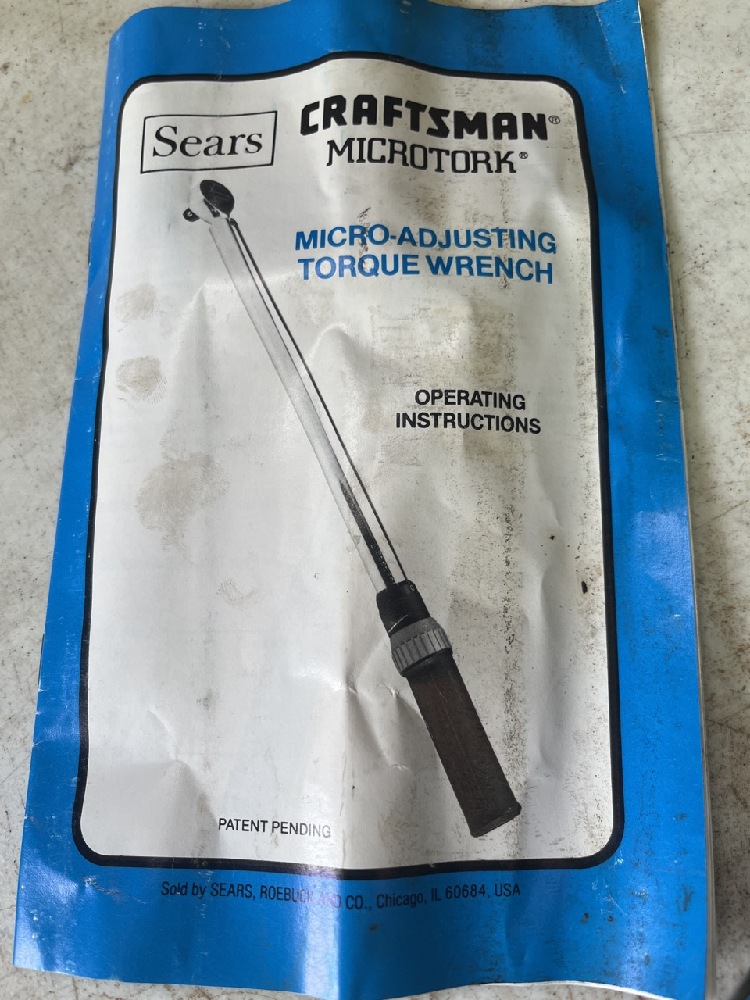 Sears
CRAFTSMAN®
MICROTORK®
MICRO-ADJUSTING
TORQUE WRENCH
OPERATING
INSTRUCTIONS
PATENT PENDING
Sold by SEARS, ROEBUCK AND CO., Chicago, IL 60684, USA